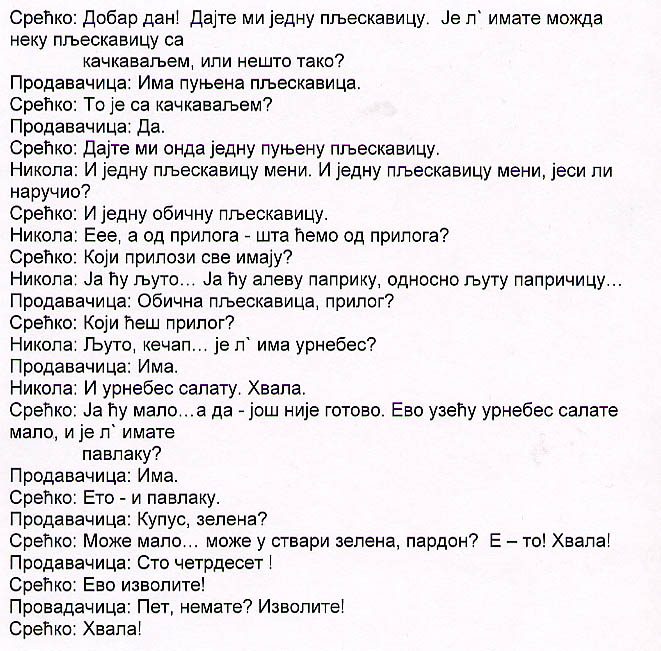 Срећко: Добар дан!  Дајте ми једну пљескавицу.  Је л` имате можда
неку пљескавицу са
качкаваљем, или нешто тако?
Продавачица: Има пуњена пљескавица.
Срећко: То је са качкаваљем?
Продавачица: Да.
Срећко: Дајте ми онда једну пуњену пљескавицу.
Никола: И једну пљескавицу мени. И једну пљескавицу мени, јеси ли
наручио?
Срећко: И једну обичну пљескавицу.
Никола: Еее, а од прилога - шта ћемо од прилога?
Срећко: Који прилози све имају?
Никола: Ја ћу љуто... Ја ћу алеву паприку, односно љуту папричицу...
Продавачица: Обична пљескавица, прилог?
Срећко: Који ћеш прилог?
Никола: Љуто, кечап... је л` има урнебес?
Продавачица: Има.
Никола: И урнебес салату. Хвала.
Срећко: Ја ћу мало...а да - још није готово. Ево узећу урнебес салате
мало, и је л` имате
павлаку?
Продавачица: Има.
Срећко: Ето - и павлаку.
Продавачица: Купус, зелена?
Срећко: Може мало... може у ствари зелена, пардон?  Е – то! Хвала!
Продавачица: Сто четрдесет !
Срећко: Ево изволите!
Провадачица: Пет, немате? Изволите!
Срећко: Хвала!